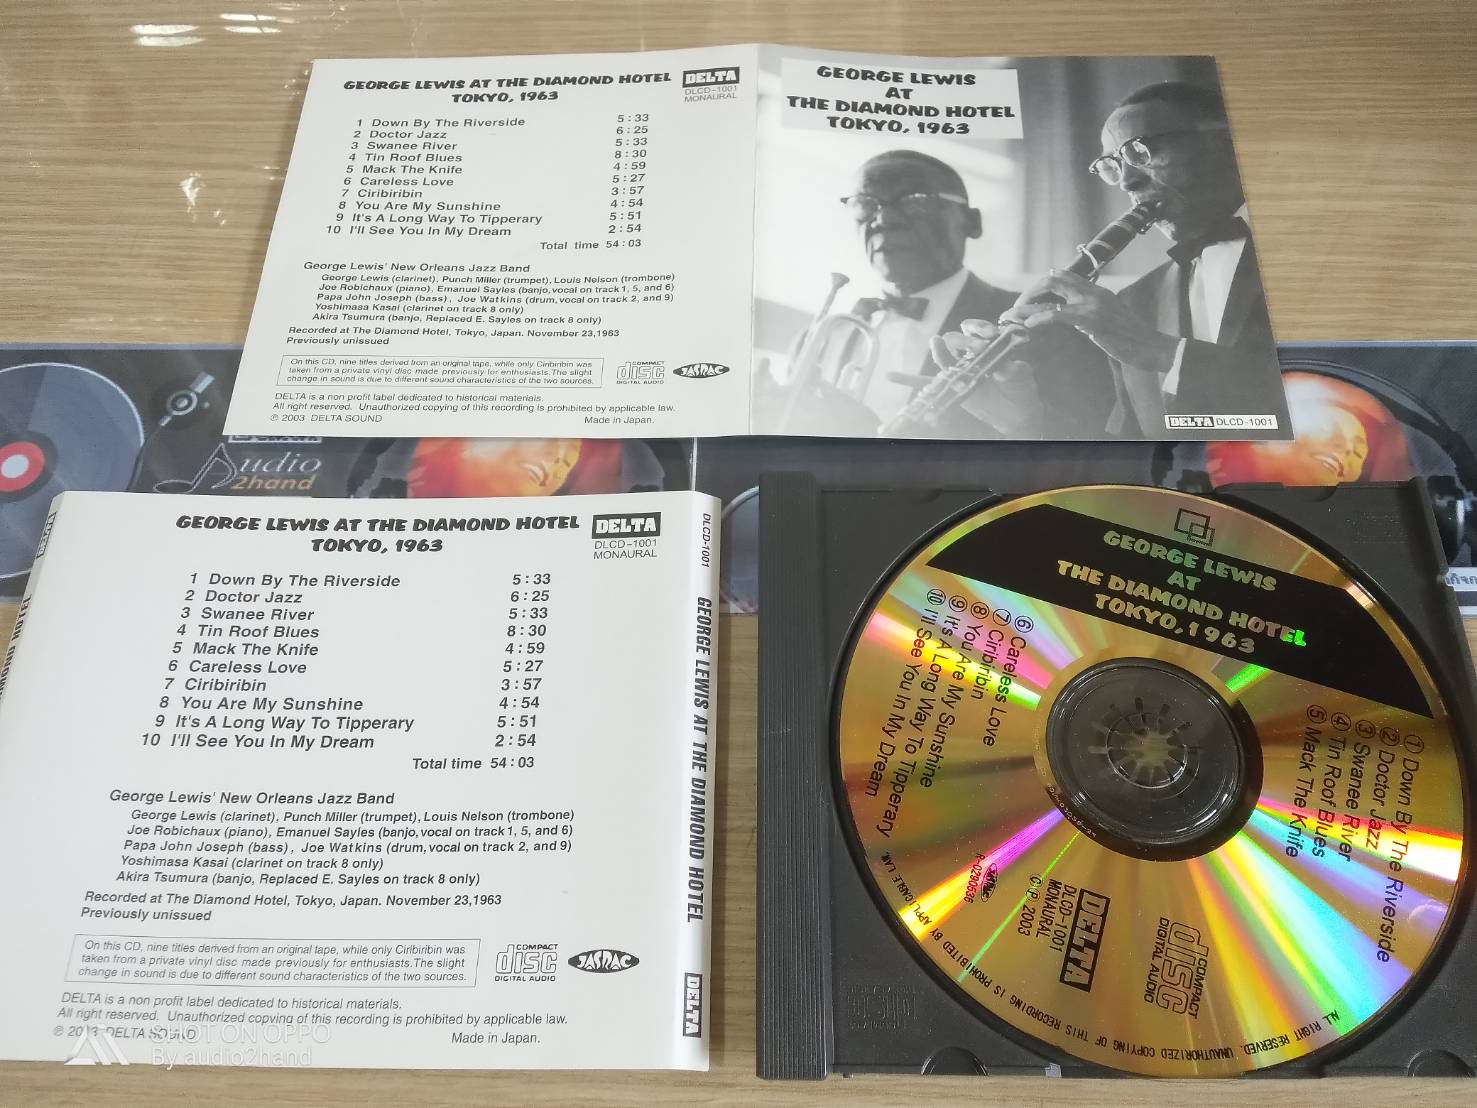 GEORGE LEWIS AT THE DIAMOND HOTEL
TOKYO, 1963
DELTA
DLCD-1001
MONAURAL
1 Down By The Riverside 5:33
2 Doctor Jazz 6:25
3 Swanee River 5:33
4 Tin Roof Blues 8:30
5 Mack The Knife 4:59
6 Careless Love 5:27
7 Ciribiribin 3:57
8 You Are My Sunshine 4:54
9 It's A Long Way To Tipperary 5:51
10 I'll See You In My Dream 2:54
Total time 54:03
George Lewis' New Orleans Jazz Band
George Lewis (clarinet), Punch Miller (trumpet), Louis Nelson (trombone)
Joe Robichaux (piano), Emanuel Sayles (banjo, vocal on track 1, 5, and 6)
Papa John Joseph (bass), Joe Watkins (drum, vocal on track 2, and 9)
Yoshimasa Kasai (clarinet on track 8 only)
Akira Tsumura (banjo, Replaced E. Sayles on track 8 only)
Recorded at The Diamond Hotel, Tokyo, Japan. November 23,1963
Previously unissued
On this CD, nine titles derived from an original tape, while only Ciribiribin was
taken from a private vinyl disc made previously for enthusiasts. The slight
change in sound is due to different sound characteristics of the two sources.
COMPACT
disc
DIGITAL AUDIO
JASRAC
DELTA is a non profit label dedicated to historical materials.
All right reserved. Unauthorized copying of this recording is prohibited by applicable law.
℗ 2003 DELTA SOUND
Made in Japan.
GEORGE LEWIS
AT
THE DIAMOND HOTEL
TOKYO, 1963
DELTA DLCD-1001
Audio
2hand
GEORGE LEWIS AT THE DIAMOND HOTEL
TOKYO, 1963
DELTA
DLCD-1001
MONAURAL
1 Down By The Riverside 5:33
2 Doctor Jazz 6:25
3 Swanee River 5:33
4 Tin Roof Blues 8:30
5 Mack The Knife 4:59
6 Careless Love 5:27
7 Ciribiribin 3:57
8 You Are My Sunshine 4:54
9 It's A Long Way To Tipperary 5:51
10 I'll See You In My Dream 2:54
Total time 54:03
George Lewis' New Orleans Jazz Band
George Lewis (clarinet), Punch Miller (trumpet), Louis Nelson (trombone)
Joe Robichaux (piano), Emanuel Sayles (banjo, vocal on track 1, 5, and 6)
Papa John Joseph (bass), Joe Watkins (drum, vocal on track 2, and 9)
Yoshimasa Kasai (clarinet on track 8 only)
Akira Tsumura (banjo, Replaced E. Sayles on track 8 only)
Recorded at The Diamond Hotel, Tokyo, Japan. November 23,1963
Previously unissued
On this CD, nine titles derived from an original tape, while only Ciribiribin was
taken from a private vinyl disc made previously for enthusiasts. The slight
change in sound is due to different sound characteristics of the two sources.
COMPACT
disc
DIGITAL AUDIO
JASRAC
DELTA is a non profit label dedicated to historical materials.
All right reserved. Unauthorized copying of this recording is prohibited by applicable law.
℗ 2003 DELTA SOUND
Made in Japan.
SHOT ON OPPO
By audio2hand
DLCD-1001
GEORGE LEWIS AT THE DIAMOND HOTEL
DELTA
GEORGE LEWIS
AT
THE DIAMOND HOTEL
TOKYO, 1963
① Down By The Riverside
② Doctor Jazz
③ Swanee River
④ Tin Roof Blues
⑤ Mack The Knife
⑥ Careless Love
⑦ Ciribiribin
⑧ You Are My Sunshine
⑨ It's A Long Way To Tipperary
⑩ I'll See You In My Dream
COMPACT
disc
DIGITAL AUDIO
DELTA
DLCD-1001
MONAURAL
©℗ 2003
JASRAC
R-0290636
ALL RIGHT RESERVED. UNAUTHORIZED COPYING OF THIS RECORDING IS PROHIBITED BY APPLICABLE LAW.